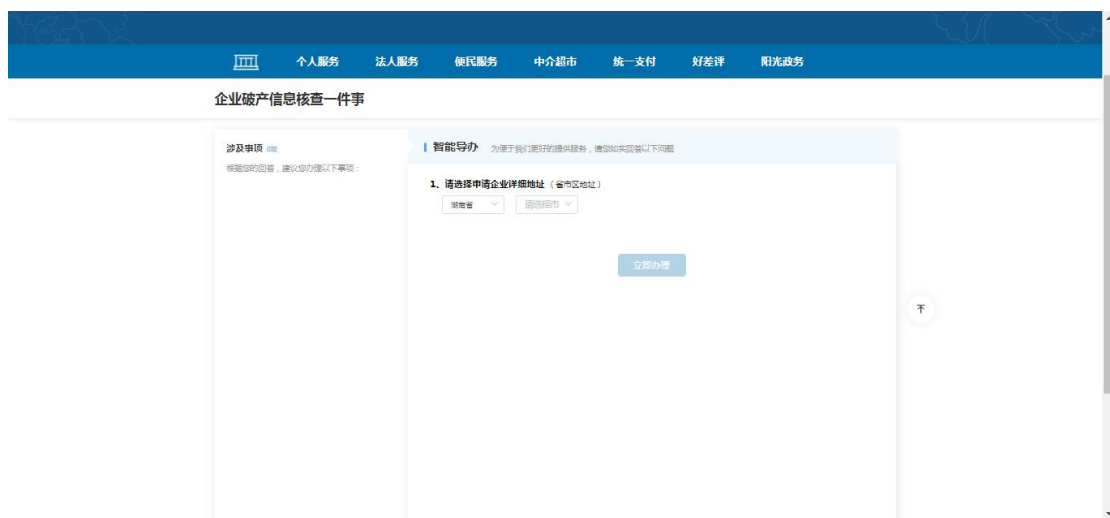 个人服务 法人服务 便民服务 中介超市 统一支付 好差评 阳光政务
企业破产信息核查一件事
涉及事项
根据您的回答，建议您办理以下事项：
智能导办 为便于我们更好的提供服务，请您如实回答以下问题
1、请选择申请企业详细地址（省市区地址）
湖南省 请选择市
立即办理